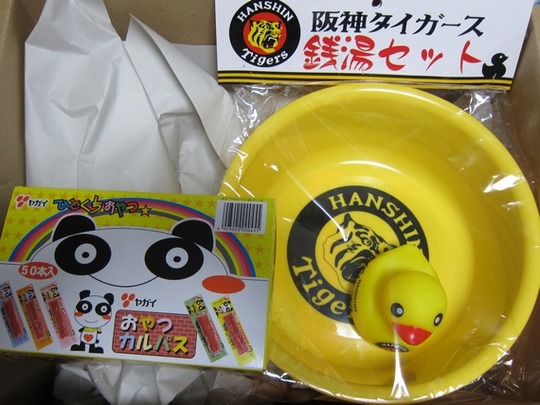 HANSHIN
Tigers
阪神タイガース
銭湯セット
HANSHIN
Tigers
ヤガイ
ひとくちおやつ
50本入
ヤガイ
おやつ
カルパス